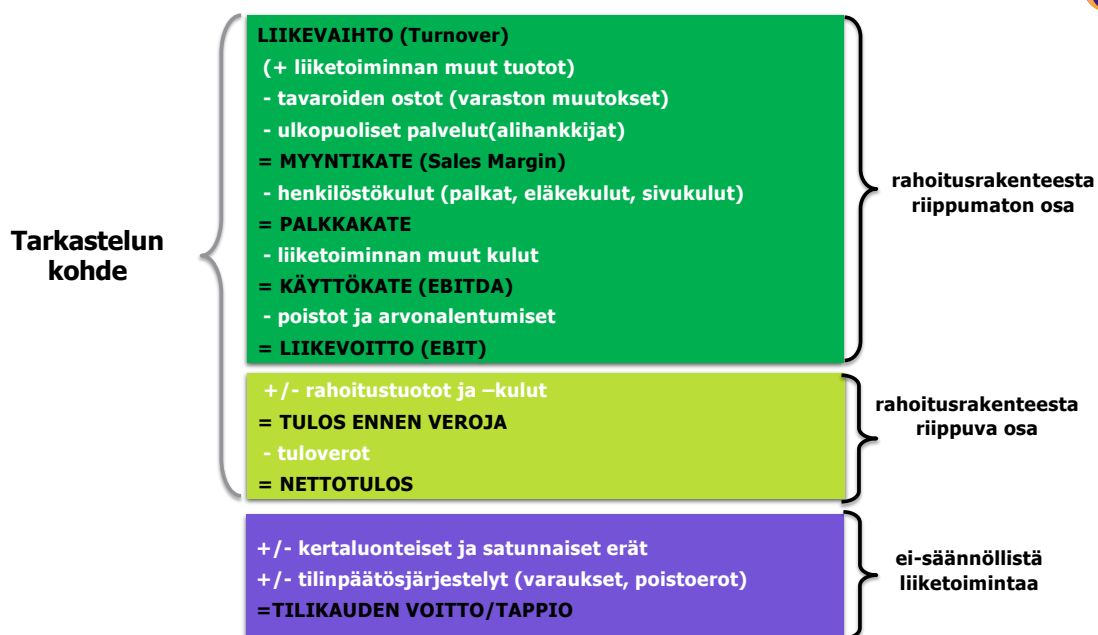 LIIKEVAIHTO (Turnover)
(+ liiketoiminnan muut tuotot)
- tavaroiden ostot (varaston muutokset)
- ulkopuoliset palvelut(alihankkijat)
= MYYNTIKATE (Sales Margin)
- henkilöstökulut (palkat, eläkekulut, sivukulut)
= PALKKAKATE
- liiketoiminnan muut kulut
= KÄYTTÖKATE (EBITDA)
- poistot ja arvonalentumiset
= LIIKEVOITTO (EBIT)
rahoitusrakenteesta
riippumaton osa
Tarkastelun
kohde
+/- rahoitustuotot ja –kulut
= TULOS ENNEN VEROJA
- tuloverot
= NETTOTULOS
rahoitusrakenteesta
riippuva osa
+/- kertaluonteiset ja satunnaiset erät
+/- tilinpäätösjärjestelyt (varaukset, poistoerot)
=TILIKAUDEN VOITTO/TAPPIO
ei-säännöllistä
liiketoimintaa